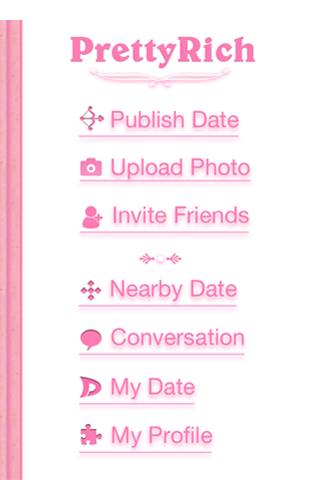 PrettyRich
Publish Date
Upload Photo
Invite Friends
Nearby Date
Conversation
My Date
My Profile